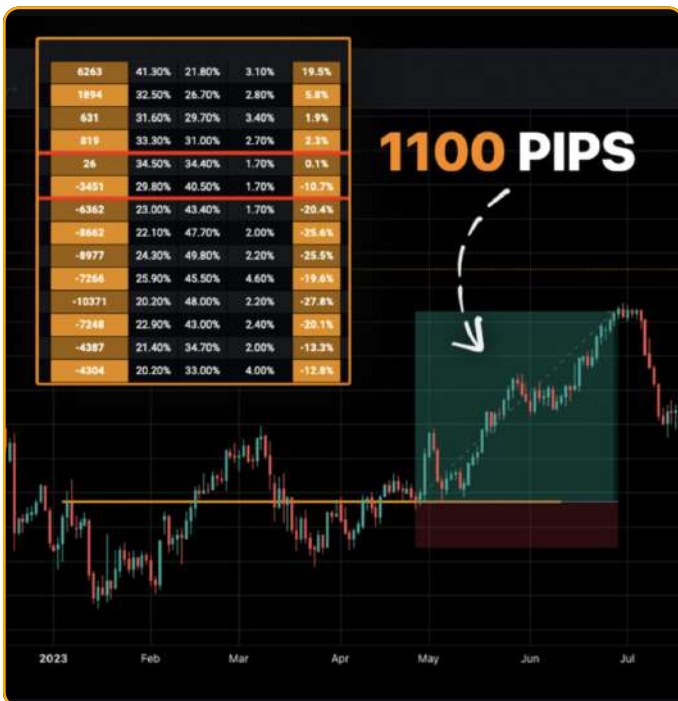 6263 41.30% 21.80% 3.10% 19.5%
1894 32.50% 26.70% 2.80% 5.8%
631 31.60% 29.70% 3.40% 1.9%
819 33.30% 31.00% 2.70% 2.3%
26 34.50% 34.40% 1.70% 0.1%
-3451 29.80% 40.50% 1.70% -10.7%
-6362 23.00% 43.40% 1.70% -20.4%
-8662 22.10% 47.70% 2.00% -25.6%
-8977 24.30% 49.80% 2.20% -25.5%
-7266 25.90% 45.50% 4.60% -19.6%
-10371 20.20% 48.00% 2.20% -27.8%
-7248 22.90% 43.00% 2.40% -20.1%
-4387 21.40% 34.70% 2.00% -13.3%
-4304 20.20% 33.00% 4.00% -12.8%
1100 PIPS
2023 Feb Mar Apr May Jun Jul